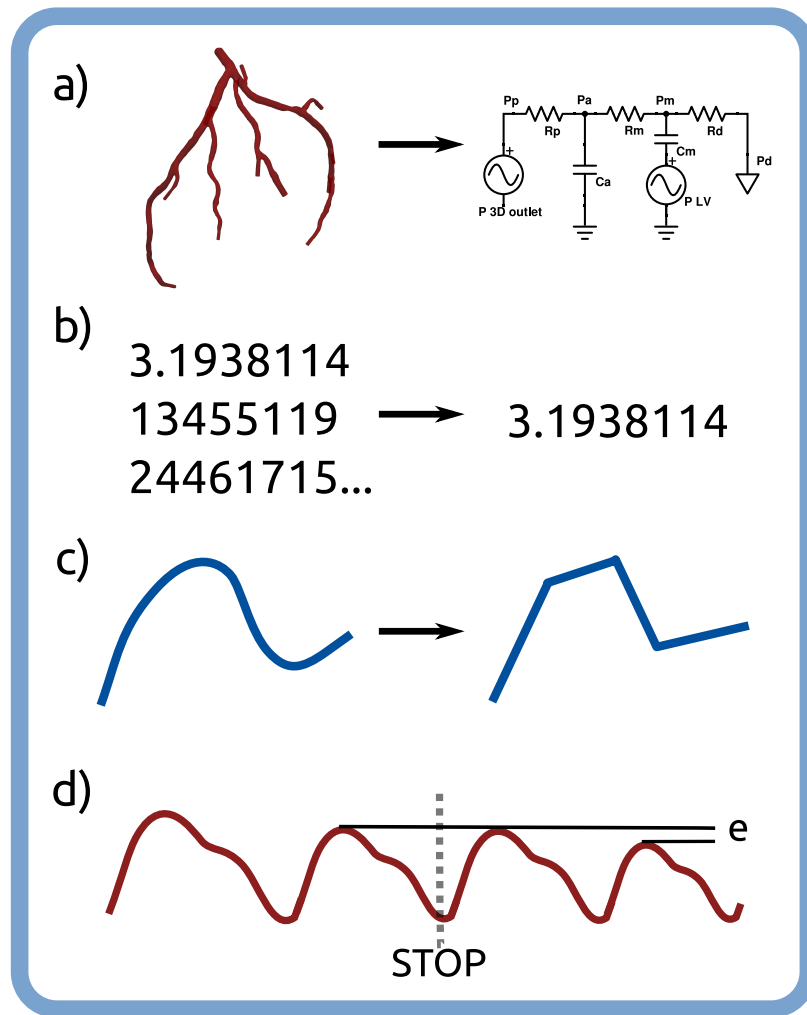 a)
Pp Pa Pm
Rp Rm Rd
+
Cm
+
Pd
Ca
P LV
P 3D outlet
b)
3.1938114
13455119
24461715...
3.1938114
c)
d)
e
STOP